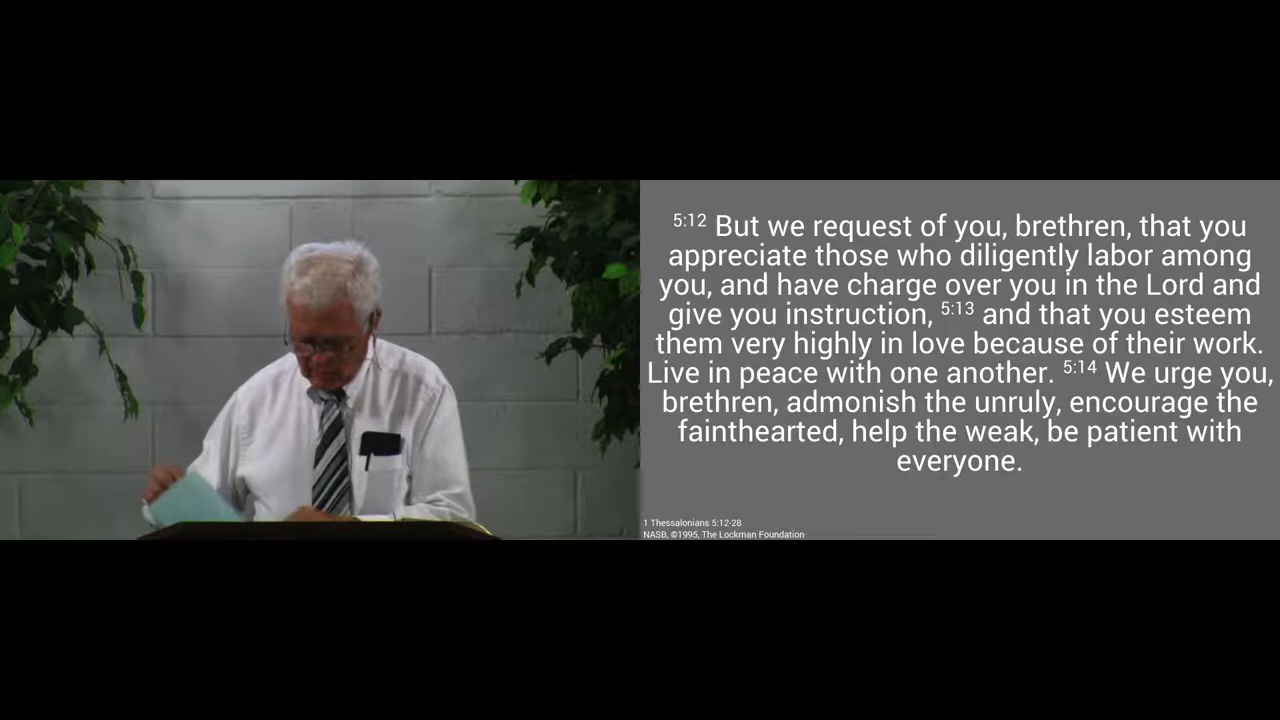 5:12 But we request of you, brethren, that you
appreciate those who diligently labor among
you, and have charge over you in the Lord and
give you instruction, 5:13 and that you esteem
them very highly in love because of their work.
Live in peace with one another. 5:14 We urge you,
brethren, admonish the unruly, encourage the
fainthearted, help the weak, be patient with
everyone.
1 Thessalonians 5:12-28
NASB, ©1995, The Lockman Foundation